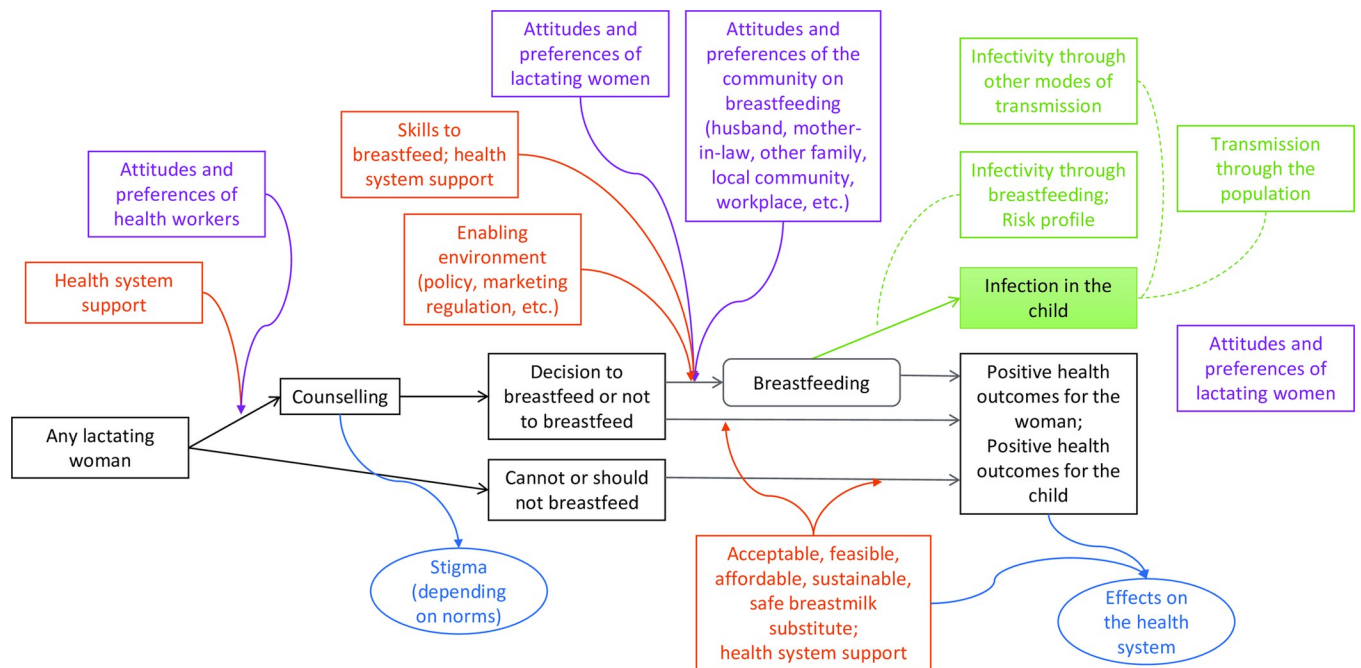 Attitudes and
preferences of
lactating women
Attitudes and
preferences of the
community on
breastfeeding
(husband, mother-
in-law, other family,
local community,
workplace, etc.)
Infectivity through
other modes of
transmission
Skills to
breastfeed; health
system support
Transmission
through the
population
Attitudes and
preferences of
health workers
Infectivity through
breastfeeding;
Risk profile
Enabling
environment
(policy, marketing
regulation, etc.)
Health system
support
Infection in the
child
Attitudes and
preferences of
lactating women
Any lactating
woman
Counselling
Decision to
breastfeed or not
to breastfeed
Breastfeeding
Positive health
outcomes for the
woman;
Positive health
outcomes for the
child
Cannot or should
not breastfeed
Stigma
(depending
on norms)
Acceptable, feasible,
affordable, sustainable,
safe breastmilk
substitute;
health system support
Effects on
the health
system